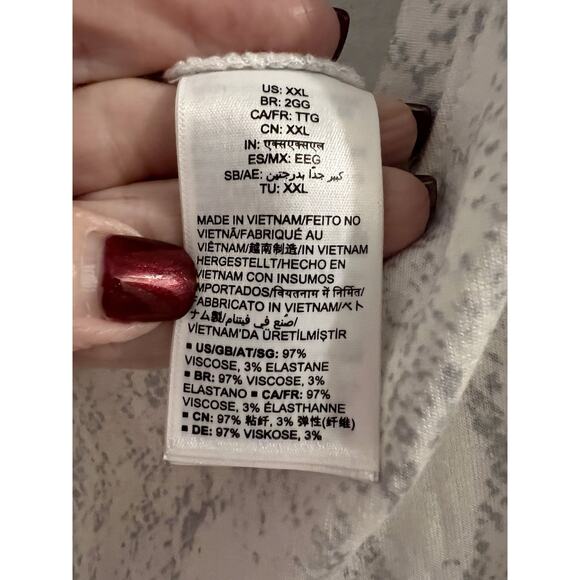 US: XXL
BR: 2GG
CA/FR: TTG
CN: XXL
IN: एक्सएक्सएल
ES/MX: EEG
SB/AE: كبير جدًا بدرجتين
TU: XXL
MADE IN VIETNAM/FEITO NO
VIETNÃ/FABRIQUÉ AU
VIÊTNAM/越南制造/IN VIETNAM
HERGESTELLT/HECHO EN
VIETNAM CON INSUMOS
IMPORTADOS/वियतनाम में निर्मित/
FABBRICATO IN VIETNAM/ベト
ナム製/صنع في فيتنام/
VIETNAM'DA ÜRETİLMİŞTİR
▪ US/GB/AT/SG: 97%
VISCOSE, 3% ELASTANE
▪ BR: 97% VISCOSE, 3%
ELASTANO ▪ CA/FR: 97%
VISCOSE, 3% ÉLASTHANNE
▪ CN: 97% 粘纤, 3% 弹性(纤维)
▪ DE: 97% VISKOSE, 3%